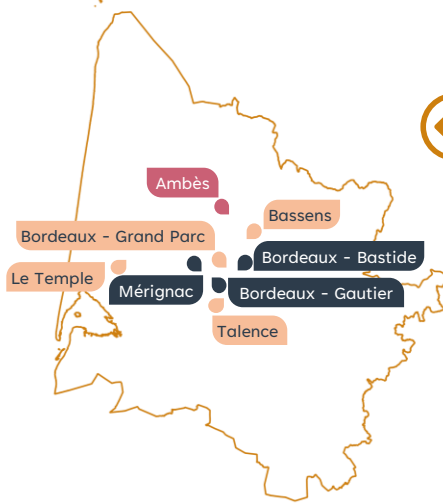 Ambès
Bassens
Bordeaux - Grand Parc
Bordeaux - Bastide
Le Temple
Mérignac
Bordeaux - Gautier
Talence